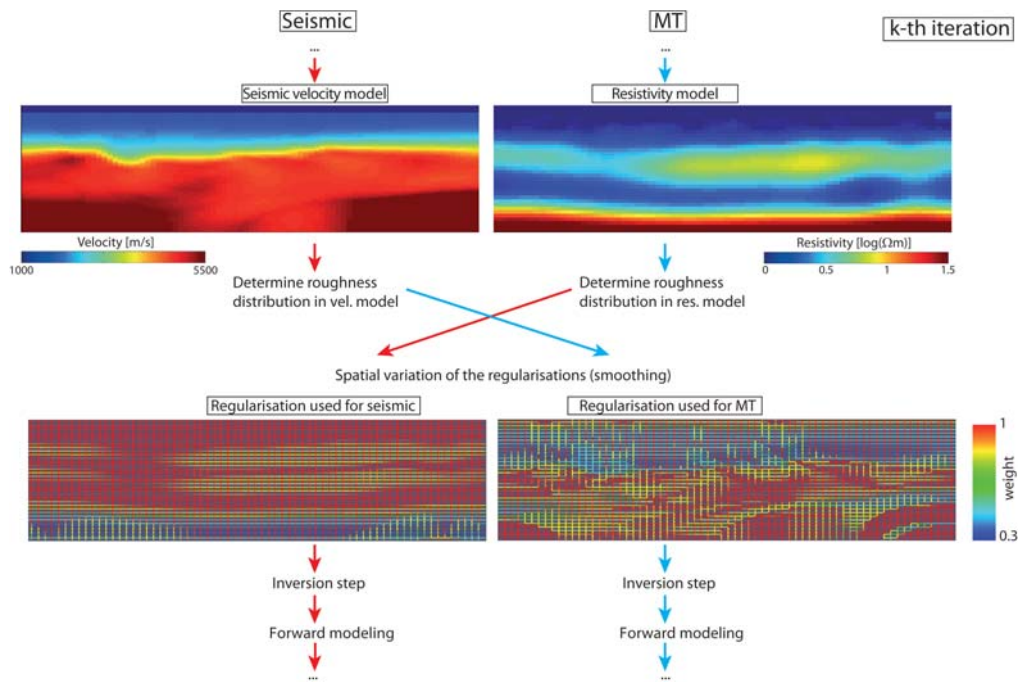 Seismic
MT
k-th iteration
...
...
Seismic velocity model
Resistivity model
Velocity [m/s]
1000
5500
Resistivity [log(Ωm)]
0
0.5
1
1.5
Determine roughness
distribution in vel. model
Determine roughness
distribution in res. model
Spatial variation of the regularisations (smoothing)
Regularisation used for seismic
Regularisation used for MT
1
weight
0.3
Inversion step
Inversion step
Forward modeling
Forward modeling
...
...